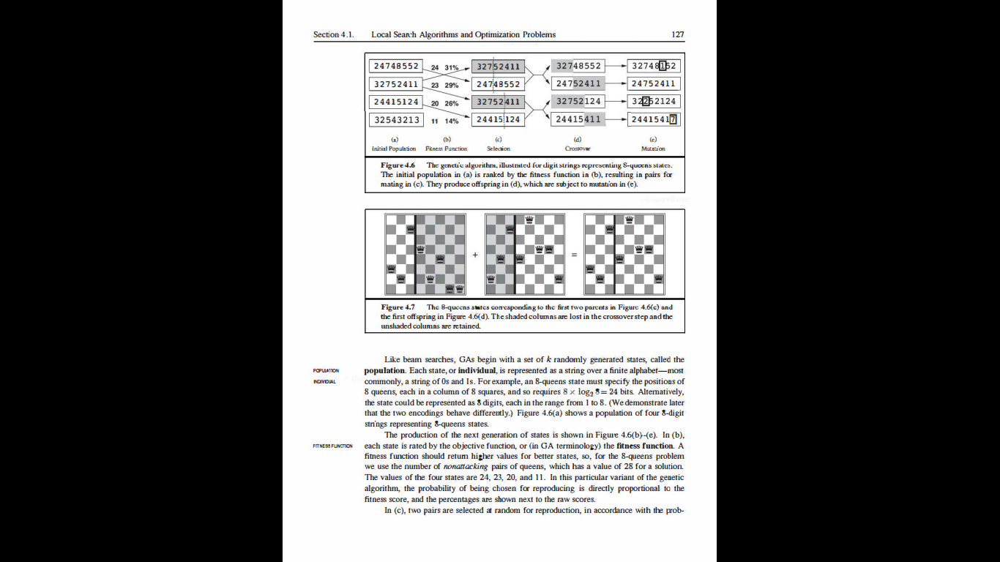 Section 4.1. Local Search Algorithms and Optimization Problems 127
24748552 24 31% 32752411 32748552 32748152
32752411 23 29% 24748552 24752411 24752411
24415124 20 26% 32752411 32752124 32252124
32543213 11 14% 24415124 24415411 24415417
(a) (b) (c) (d) (e)
Initial Population Fitness Function Selection Crossover Mutation
Figure 4.6 The genetic algorithm, illustrated for digit strings representing 8-queens states.
The initial population in (a) is ranked by the fitness function in (b), resulting in pairs for
mating in (c). They produce offspring in (d), which are subject to mutation in (e).
+ =
Figure 4.7 The 8-queens states corresponding to the first two parents in Figure 4.6(c) and
the first offspring in Figure 4.6(d). The shaded columns are lost in the crossover step and the
unshaded columns are retained.
Like beam searches, GAs begin with a set of k randomly generated states, called the
POPULATION population. Each state, or individual, is represented as a string over a finite alphabet—most
INDIVIDUAL commonly, a string of 0s and 1s. For example, an 8-queens state must specify the positions of
8 queens, each in a column of 8 squares, and so requires 8 × log₂ 8 = 24 bits. Alternatively,
the state could be represented as 8 digits, each in the range from 1 to 8. (We demonstrate later
that the two encodings behave differently.) Figure 4.6(a) shows a population of four 8-digit
strings representing 8-queens states.
The production of the next generation of states is shown in Figure 4.6(b)–(e). In (b),
FITNESS FUNCTION each state is rated by the objective function, or (in GA terminology) the fitness function. A
fitness function should return higher values for better states, so, for the 8-queens problem
we use the number of nonattacking pairs of queens, which has a value of 28 for a solution.
The values of the four states are 24, 23, 20, and 11. In this particular variant of the genetic
algorithm, the probability of being chosen for reproducing is directly proportional to the
fitness score, and the percentages are shown next to the raw scores.
In (c), two pairs are selected at random for reproduction, in accordance with the prob-